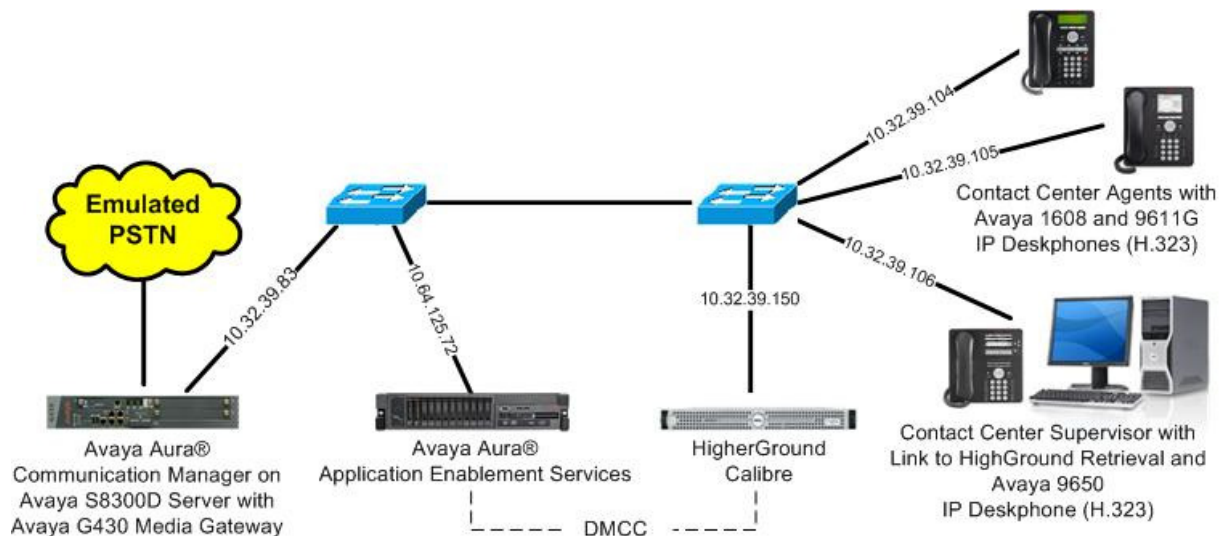 Emulated
PSTN
10.32.39.83
10.64.125.72
10.32.39.150
10.32.39.104
10.32.39.105
10.32.39.106
Contact Center Agents with
Avaya 1608 and 9611G
IP Deskphones (H.323)
Avaya Aura®
Communication Manager on
Avaya S8300D Server with
Avaya G430 Media Gateway
Avaya Aura®
Application Enablement Services
HigherGround
Calibre
DMCC
Contact Center Supervisor with
Link to HighGround Retrieval and
Avaya 9650
IP Deskphone (H.323)